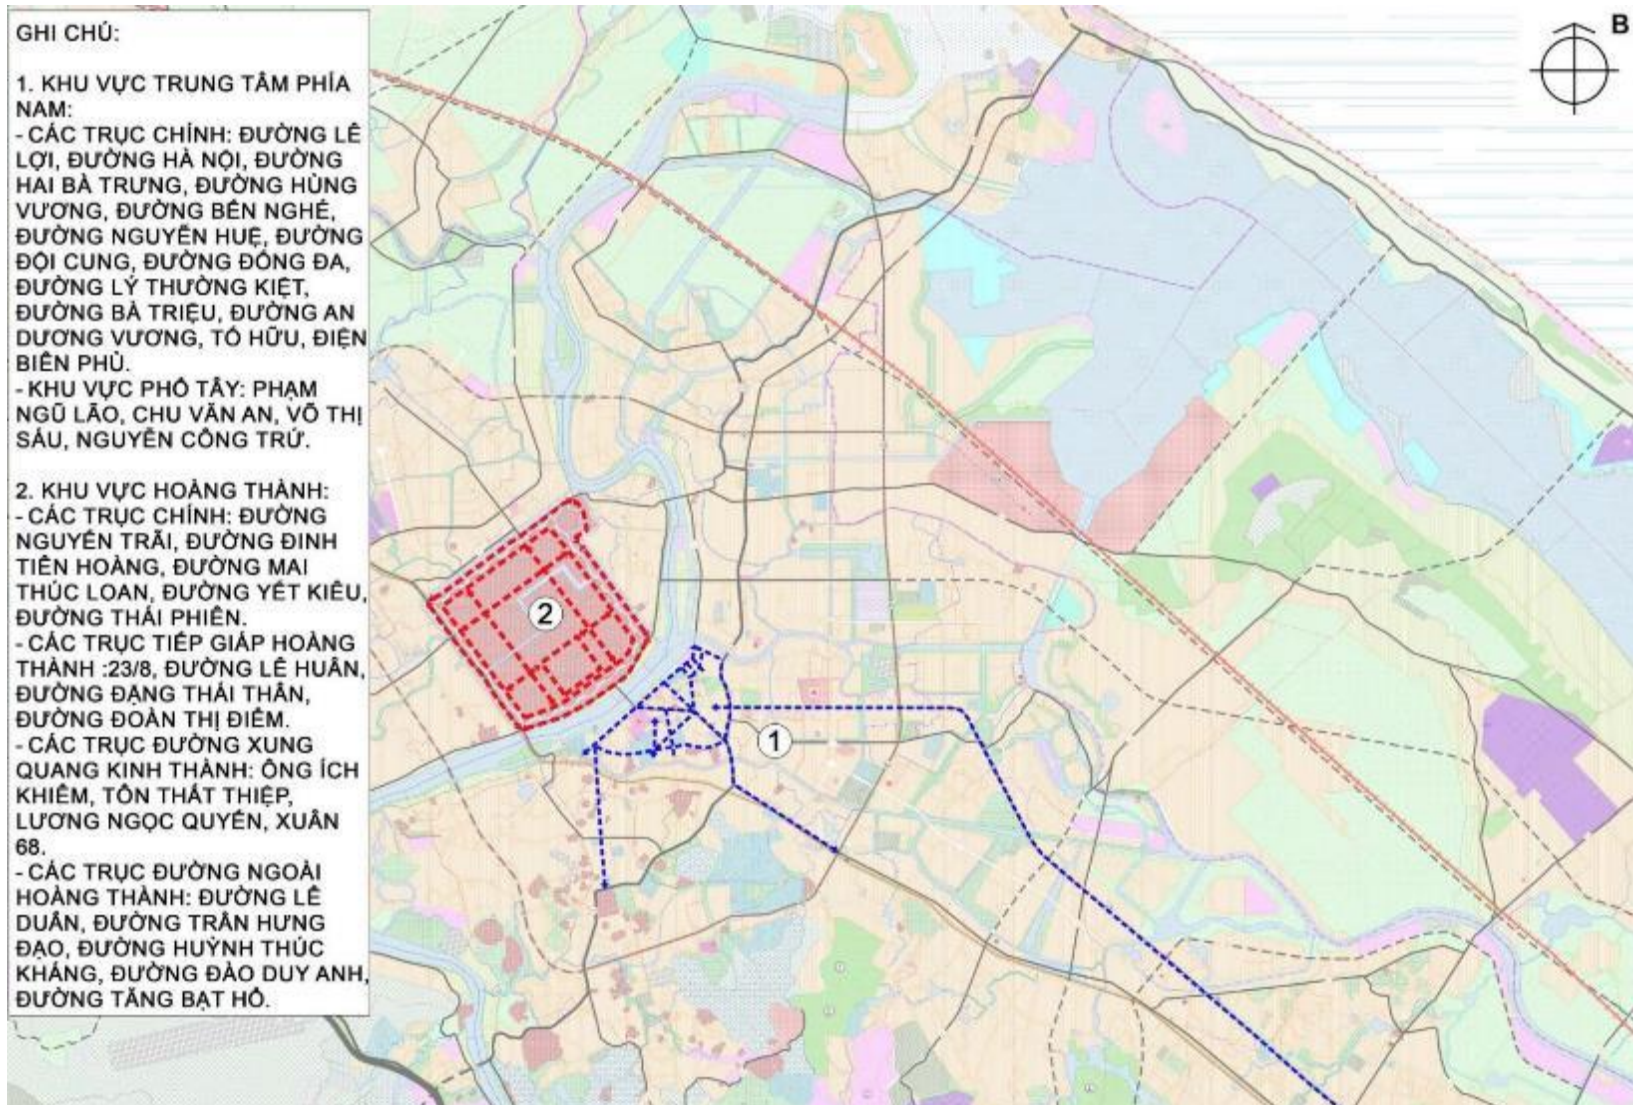 GHI CHÚ:
1. KHU VỰC TRUNG TÂM PHÍA
NAM:
- CÁC TRỤC CHÍNH: ĐƯỜNG LÊ
LỢI, ĐƯỜNG HÀ NỘI, ĐƯỜNG
HAI BÀ TRƯNG, ĐƯỜNG HÙNG
VƯƠNG, ĐƯỜNG BẾN NGHÉ,
ĐƯỜNG NGUYỄN HUỆ, ĐƯỜNG
ĐỘI CUNG, ĐƯỜNG ĐỐNG ĐA,
ĐƯỜNG LÝ THƯỜNG KIỆT,
ĐƯỜNG BÀ TRIỆU, ĐƯỜNG AN
DƯƠNG VƯƠNG, TỐ HỮU, ĐIỆN
BIÊN PHỦ.
- KHU VỰC PHỐ TÂY: PHẠM
NGŨ LÃO, CHU VĂN AN, VÕ THỊ
SÁU, NGUYỄN CÔNG TRỨ.
2. KHU VỰC HOÀNG THÀNH:
- CÁC TRỤC CHÍNH: ĐƯỜNG
NGUYỄN TRÃI, ĐƯỜNG ĐINH
TIÊN HOÀNG, ĐƯỜNG MAI
THÚC LOAN, ĐƯỜNG YẾT KIÊU,
ĐƯỜNG THÁI PHIÊN.
- CÁC TRỤC TIẾP GIÁP HOÀNG
THÀNH :23/8, ĐƯỜNG LÊ HUÂN,
ĐƯỜNG ĐẶNG THÁI THÂN,
ĐƯỜNG ĐOÀN THỊ ĐIỂM.
- CÁC TRỤC ĐƯỜNG XUNG
QUANG KINH THÀNH: ÔNG ÍCH
KHIÊM, TÔN THẤT THIỆP,
LƯƠNG NGỌC QUYẾN, XUÂN
68.
- CÁC TRỤC ĐƯỜNG NGOÀI
HOÀNG THÀNH: ĐƯỜNG LÊ
DUẨN, ĐƯỜNG TRẦN HƯNG
ĐẠO, ĐƯỜNG HUỲNH THÚC
KHÁNG, ĐƯỜNG ĐÀO DUY ANH,
ĐƯỜNG TĂNG BẠT HỔ.
B
2
1